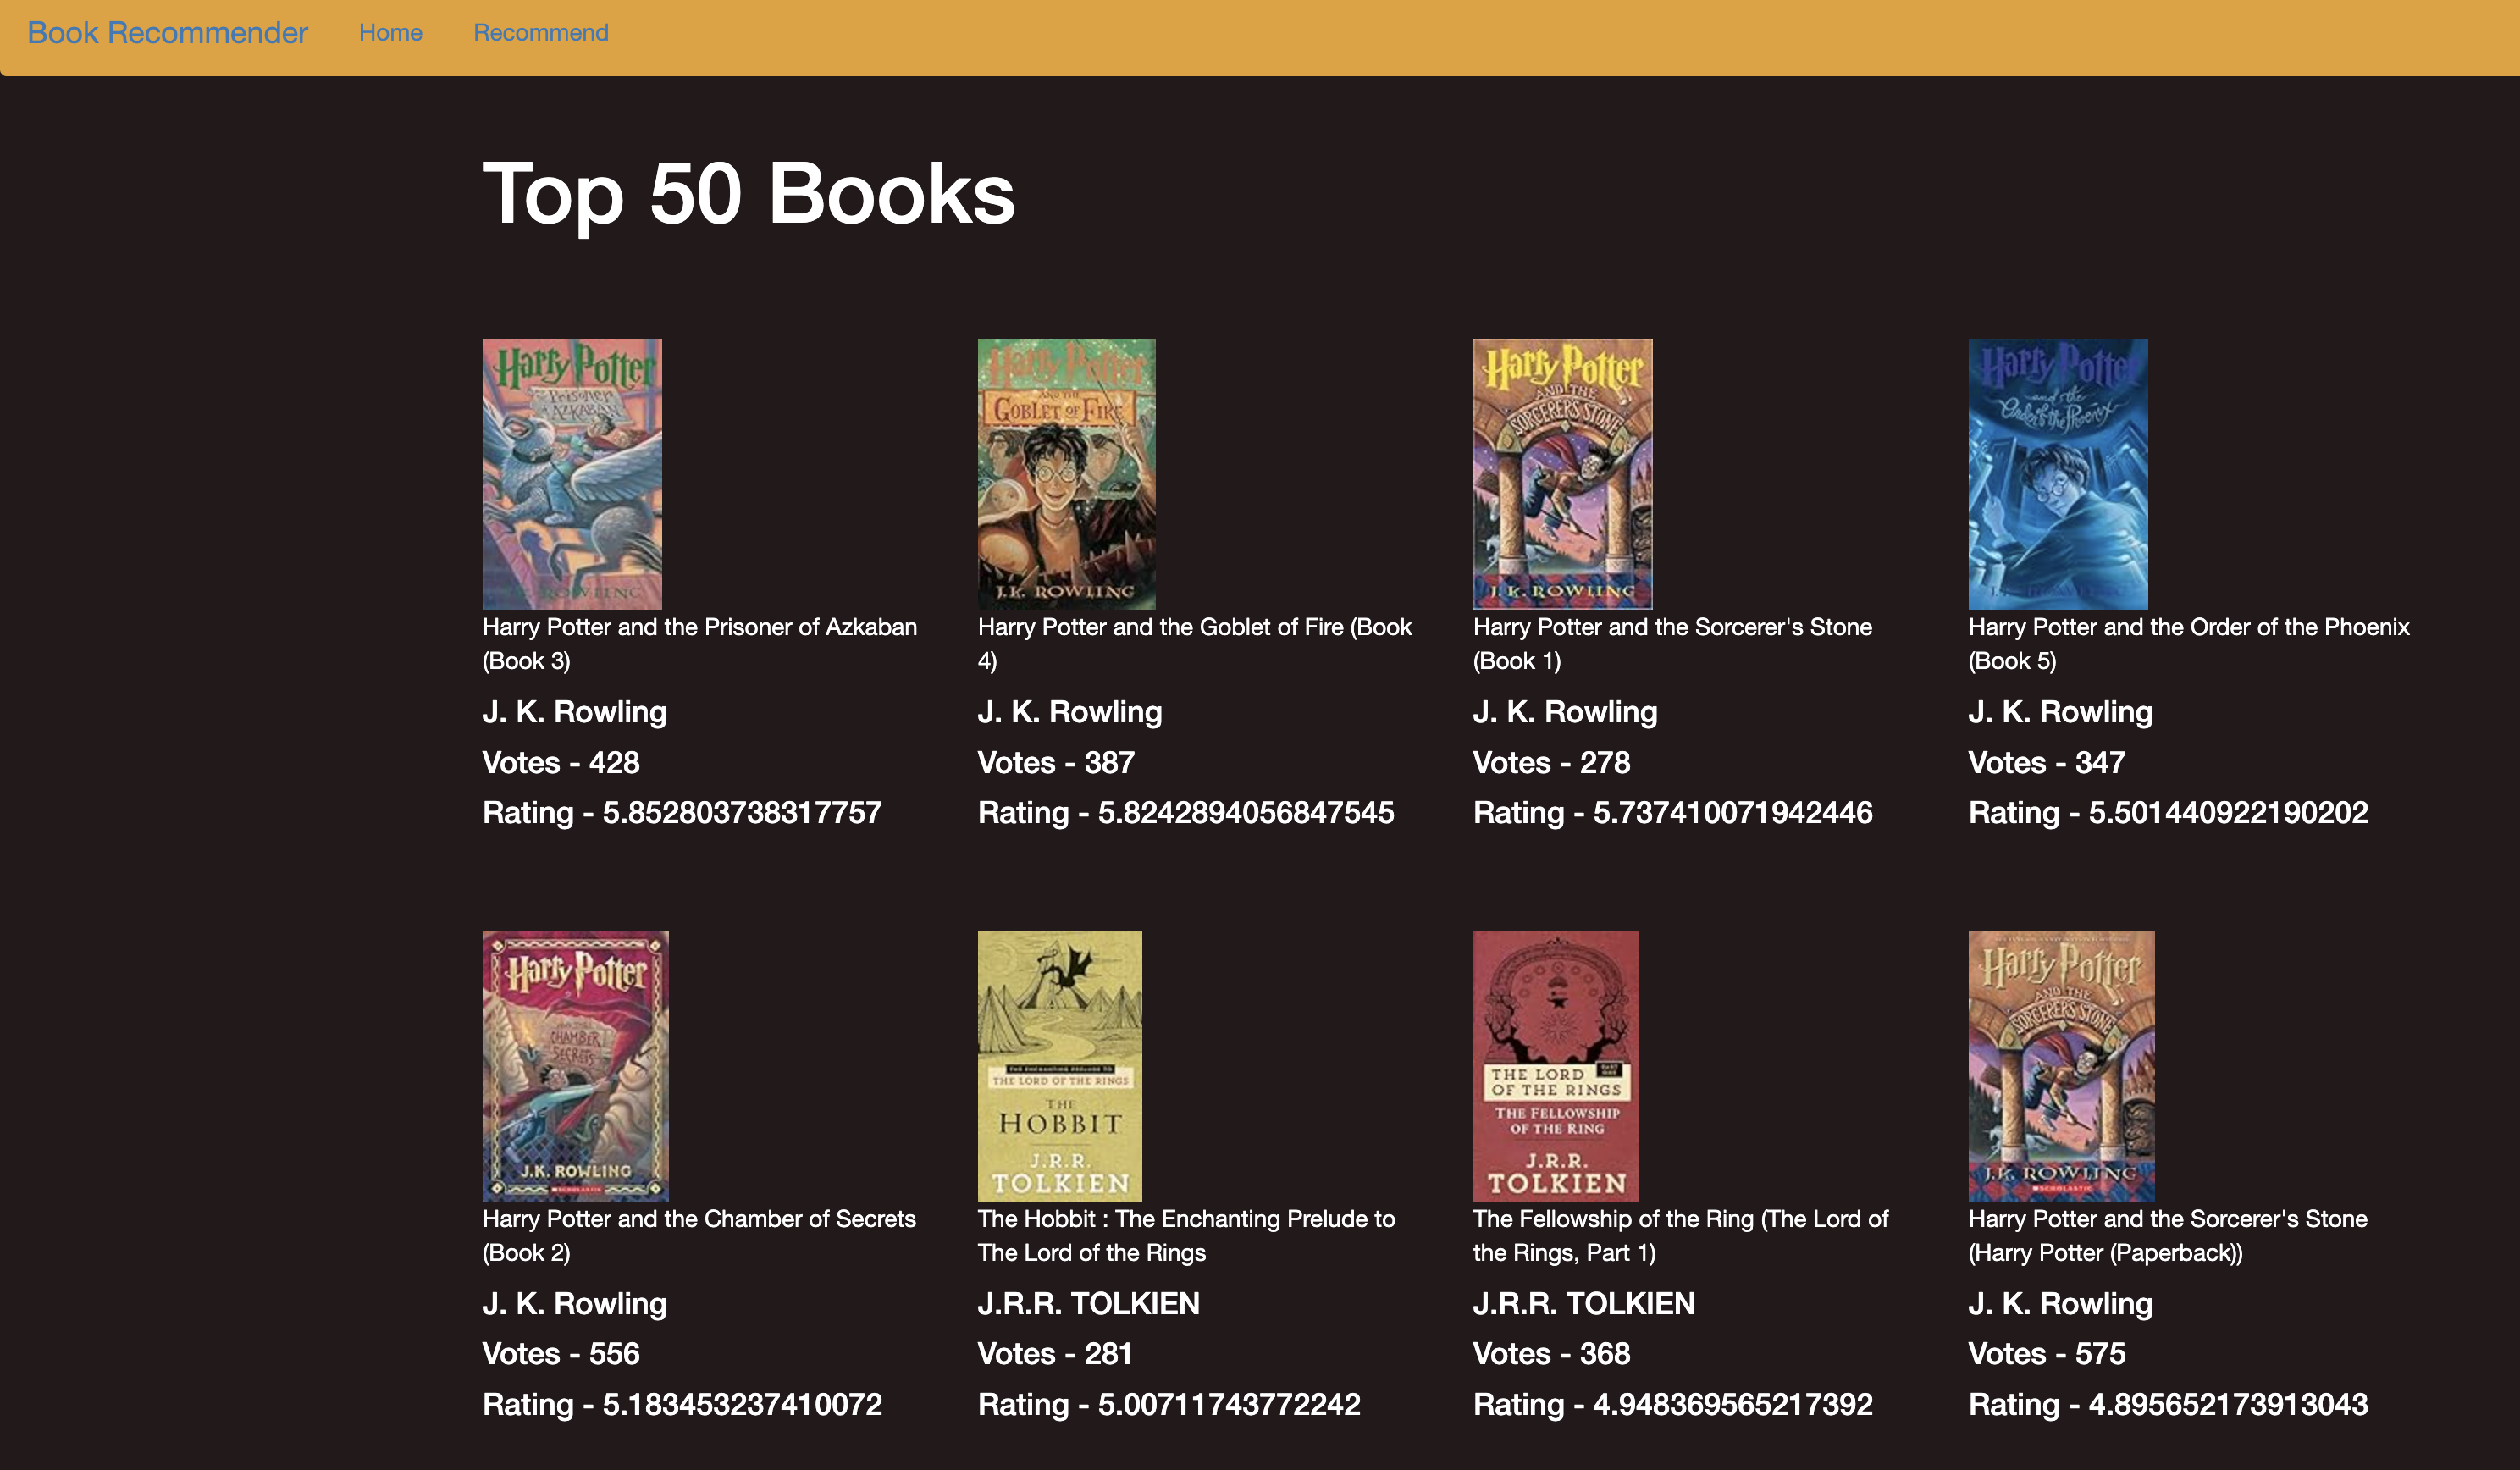 Book Recommender Home Recommend
Top 50 Books
Harry Potter
and the
Prisoner
of AZKABAN
J.K. ROWLING
Harry Potter
AND THE
GOBLET OF FIRE
J.K. ROWLING
Harry Potter
AND THE
SORCERER'S STONE
J.K. ROWLING
Harry Potter
and the
Order of the Phoenix
Harry Potter and the Prisoner of Azkaban
(Book 3)
J. K. Rowling
Votes - 428
Rating - 5.852803738317757
Harry Potter and the Goblet of Fire (Book
4)
J. K. Rowling
Votes - 387
Rating - 5.8242894056847545
Harry Potter and the Sorcerer's Stone
(Book 1)
J. K. Rowling
Votes - 278
Rating - 5.737410071942446
Harry Potter and the Order of the Phoenix
(Book 5)
J. K. Rowling
Votes - 347
Rating - 5.501440922190202
Harry Potter
CHAMBER
SECRETS
J.K. ROWLING
SCHOLASTIC
THE ENCHANTING PRELUDE TO
THE LORD OF THE RINGS
THE
HOBBIT
J.R.R.
TOLKIEN
THE LORD PART ONE
OF THE RINGS
THE FELLOWSHIP
OF THE RING
J.R.R.
TOLKIEN
Harry Potter
AND THE
SORCERER'S STONE
J.K. ROWLING
SCHOLASTIC
Harry Potter and the Chamber of Secrets
(Book 2)
J. K. Rowling
Votes - 556
Rating - 5.183453237410072
The Hobbit : The Enchanting Prelude to
The Lord of the Rings
J.R.R. TOLKIEN
Votes - 281
Rating - 5.00711743772242
The Fellowship of the Ring (The Lord of
the Rings, Part 1)
J.R.R. TOLKIEN
Votes - 368
Rating - 4.948369565217392
Harry Potter and the Sorcerer's Stone
(Harry Potter (Paperback))
J. K. Rowling
Votes - 575
Rating - 4.895652173913043